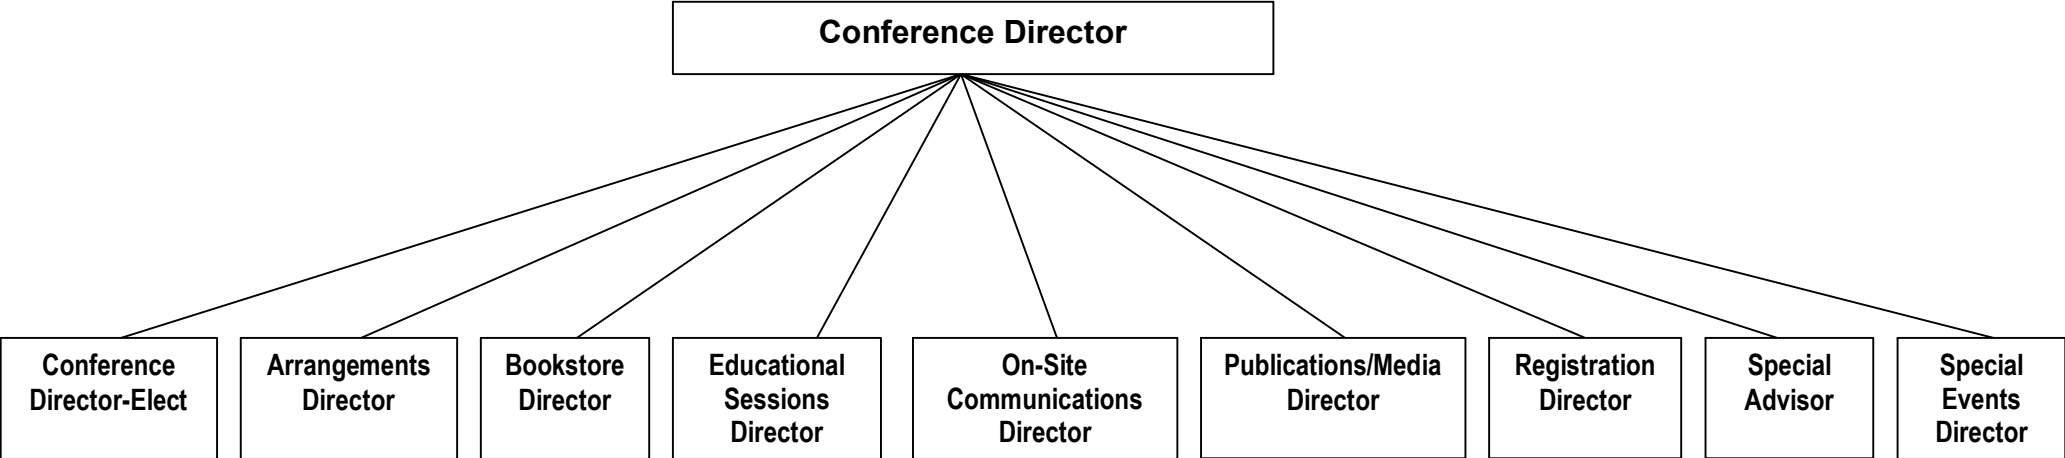 Conference Director
Conference
Director-Elect
Arrangements
Director
Bookstore
Director
Educational
Sessions
Director
On-Site
Communications
Director
Publications/Media
Director
Registration
Director
Special
Advisor
Special
Events
Director